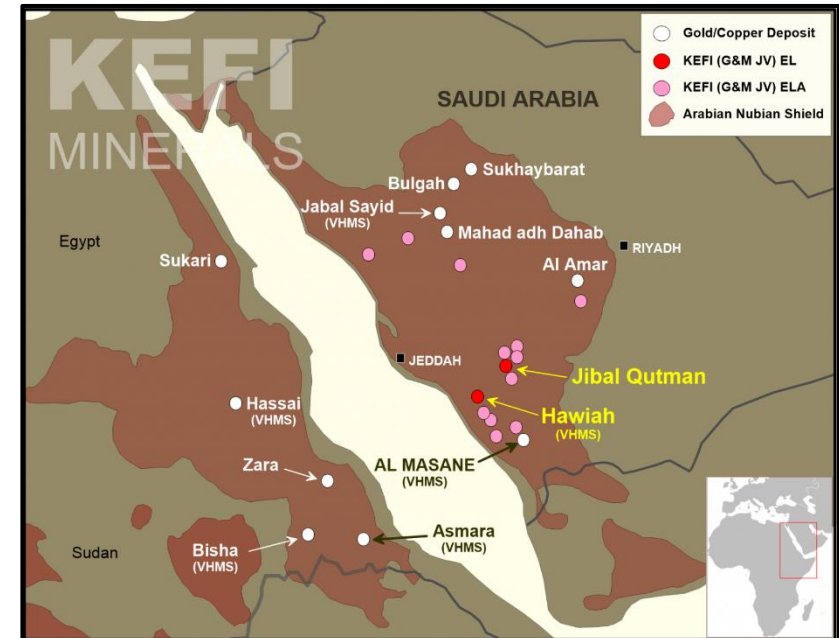 KEFI
MINERALS
Gold/Copper Deposit
KEFI (G&M JV) EL
KEFI (G&M JV) ELA
Arabian Nubian Shield
SAUDI ARABIA
Sukhaybarat
Bulgah
Jabal Sayid
(VHMS)
Mahad adh Dahab
Egypt
Sukari
RIYADH
Al Amar
JEDDAH
Jibal Qutman
Hassai
(VHMS)
Hawiah
(VHMS)
Zara
AL MASANE
(VHMS)
Sudan
Bisha
(VHMS)
Asmara
(VHMS)